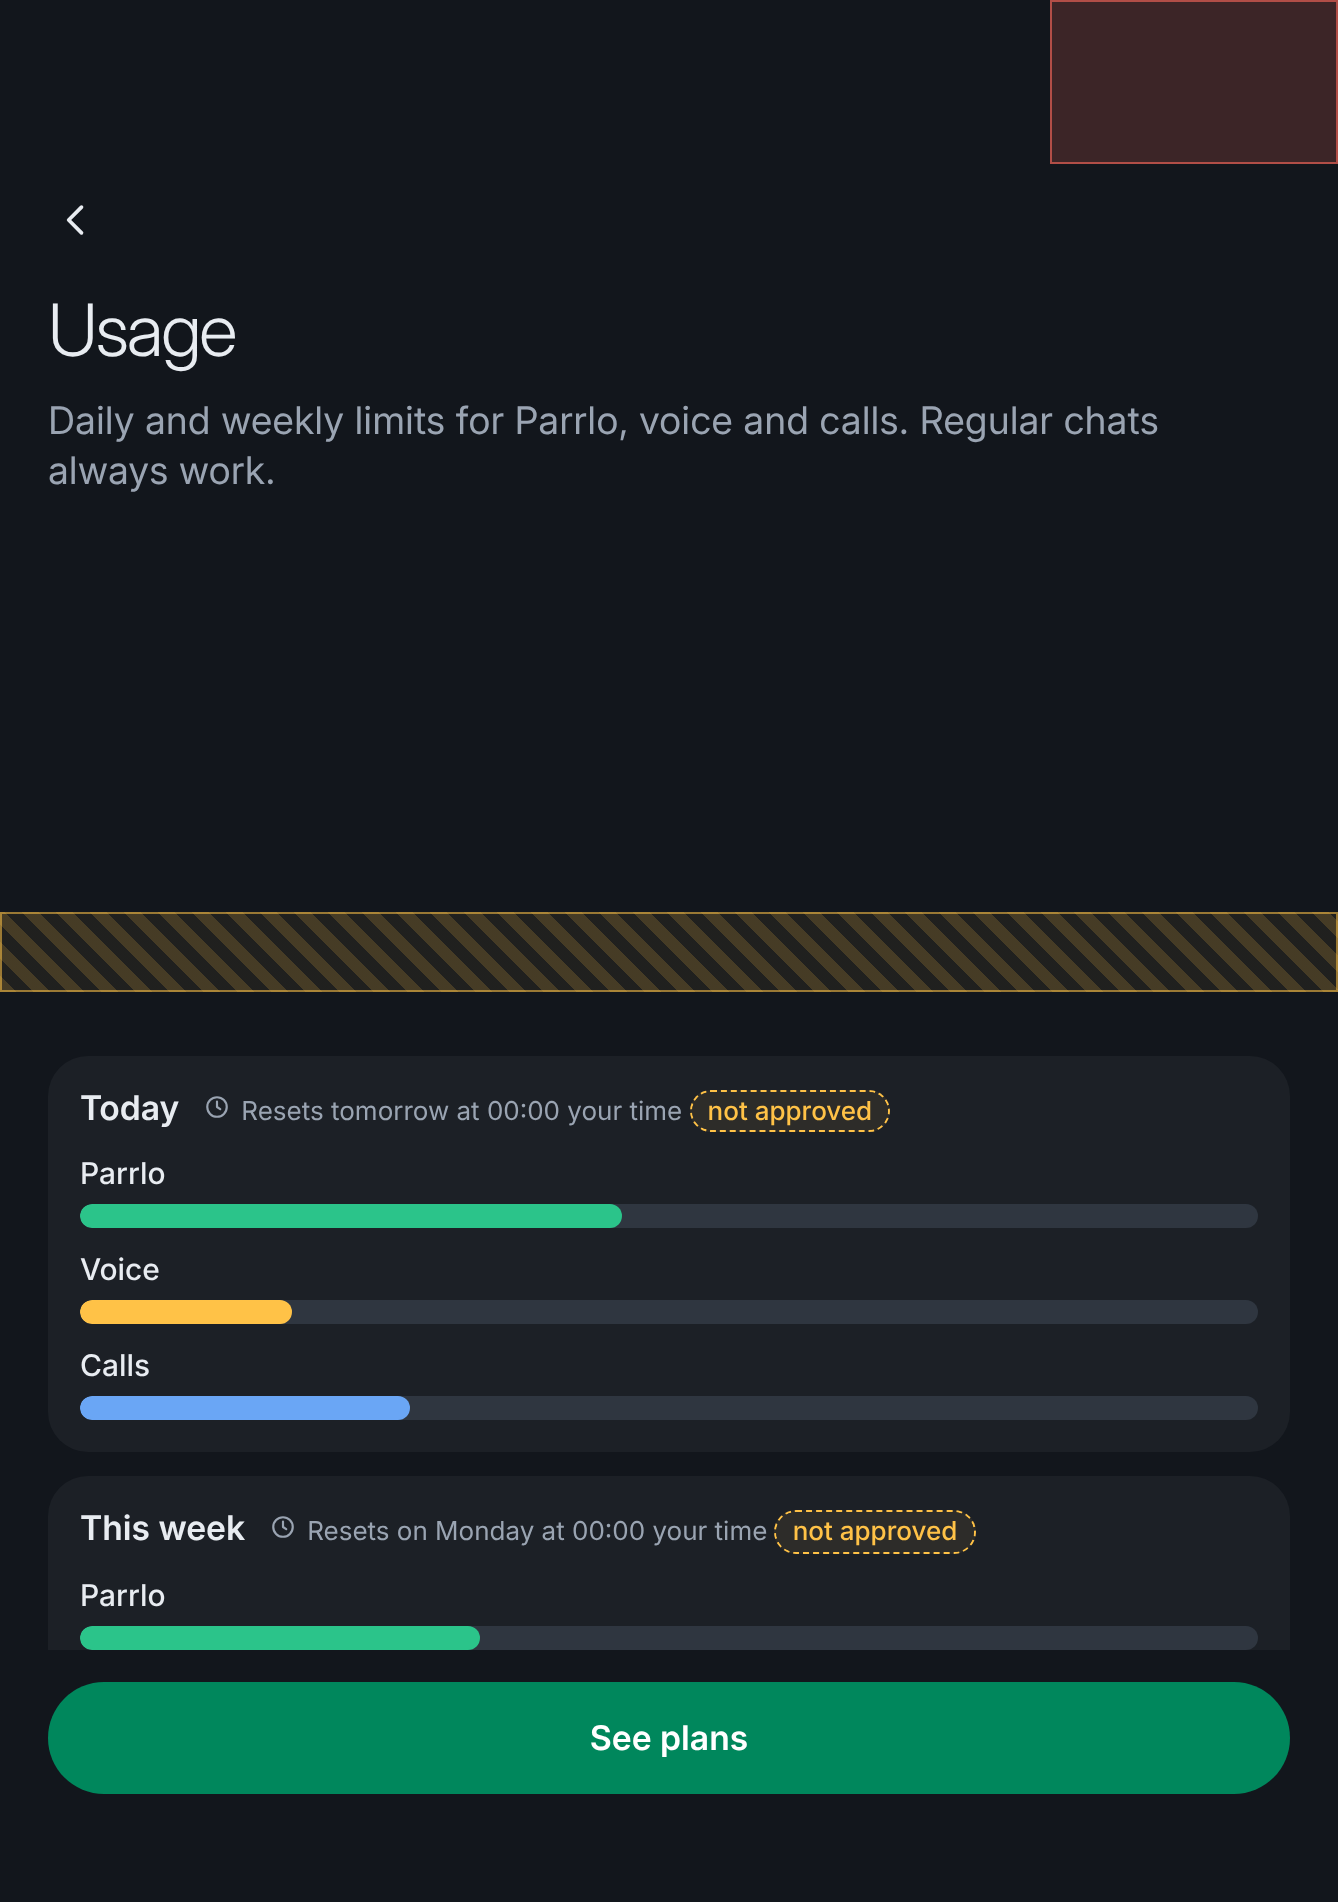 Usage
Daily and weekly limits for Parrlo, voice and calls. Regular chats
always work.
Today Resets tomorrow at 00:00 your time not approved
Parrlo
Voice
Calls
This week Resets on Monday at 00:00 your time not approved
Parrlo
See plans